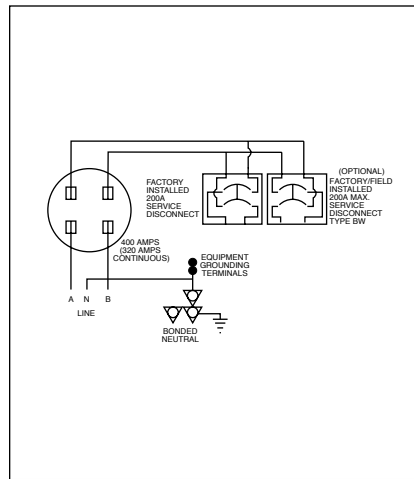 (OPTIONAL)
FACTORY
INSTALLED
200A
SERVICE
DISCONNECT
FACTORY/FIELD
INSTALLED
200A MAX.
SERVICE
DISCONNECT
TYPE BW
400 AMPS
(320 AMPS
CONTINUOUS)
EQUIPMENT
GROUNDING
TERMINALS
A N B
LINE
BONDED
NEUTRAL